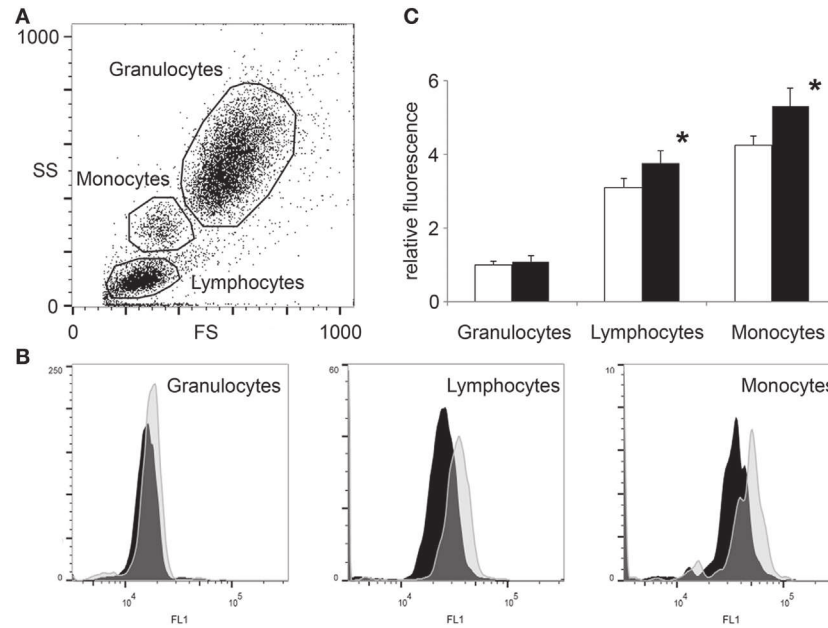 A
1000
Granulocytes
SS
Monocytes
Lymphocytes
0
0
FS
1000
C
relative fluorescence
6
4
2
0
*
*
Granulocytes
Lymphocytes
Monocytes
B
250
0
Granulocytes
10^4
10^5
FL1
60
0
Lymphocytes
10^4
10^5
FL1
10
0
Monocytes
10^4
10^5
FL1